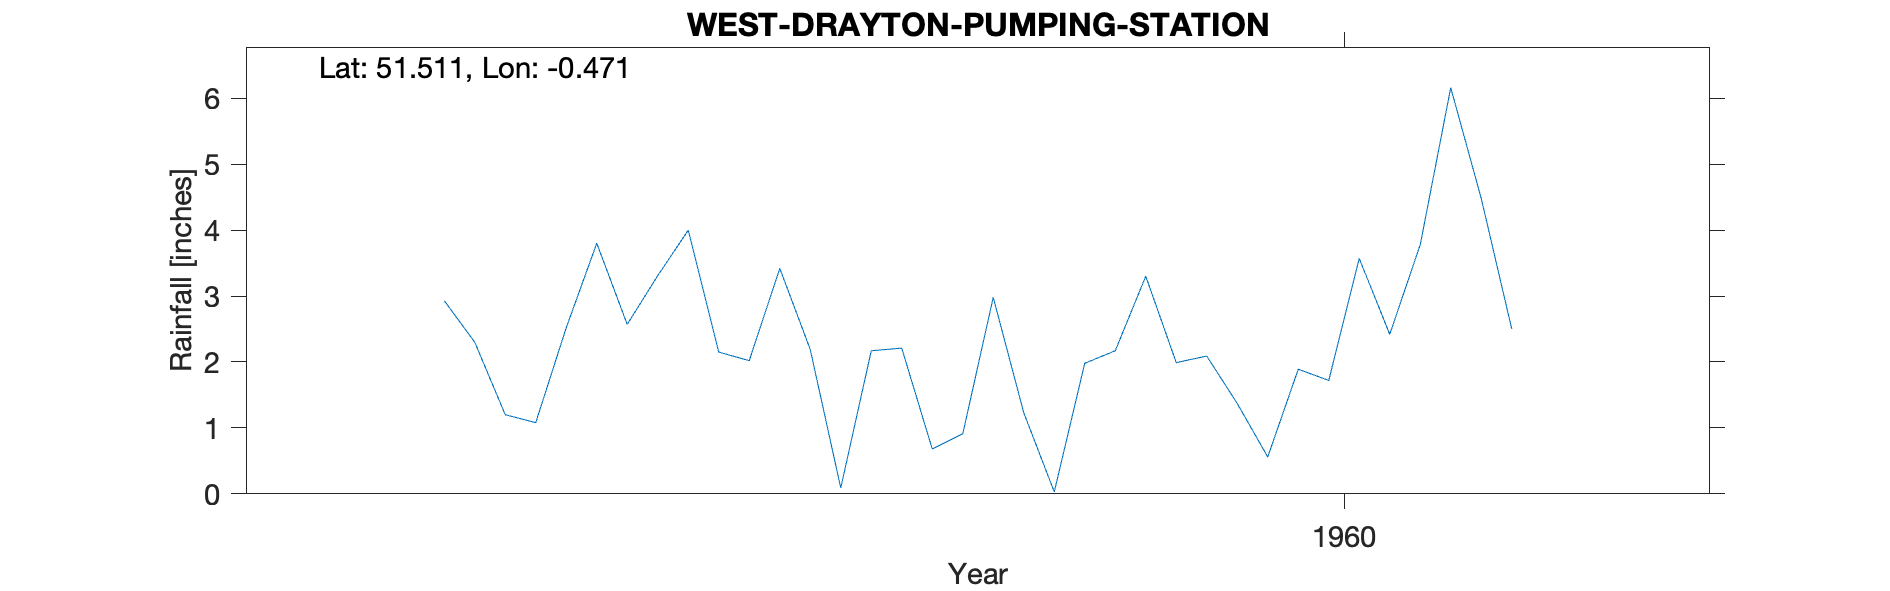 WEST-DRAYTON-PUMPING-STATION
Lat: 51.511, Lon: -0.471
6
5
4
3
2
1
0
Rainfall [inches]
1960
Year